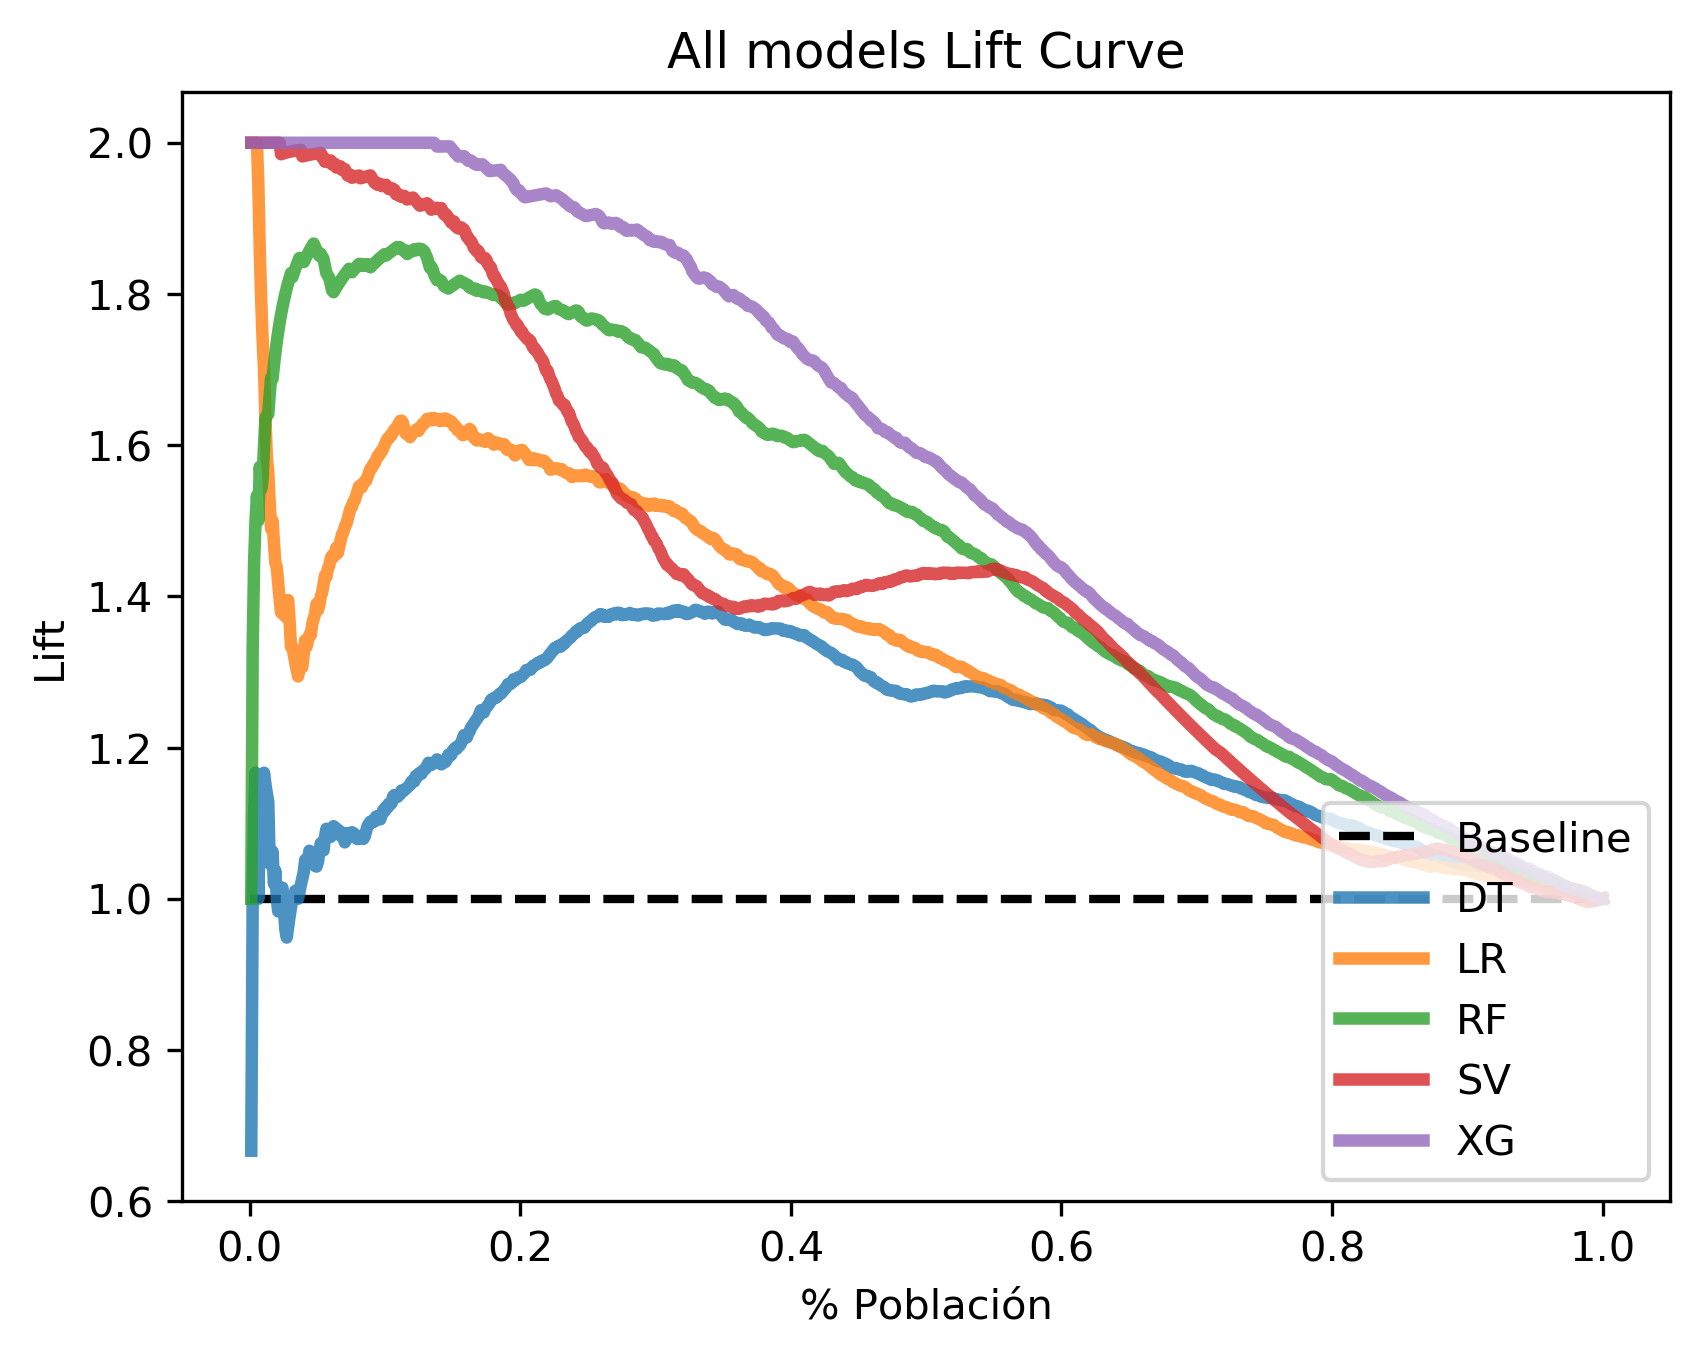 All models Lift Curve
Lift
2.0
1.8
1.6
1.4
1.2
1.0
0.8
0.6
0.0 0.2 0.4 0.6 0.8 1.0
% Población
Baseline
DT
LR
RF
SV
XG